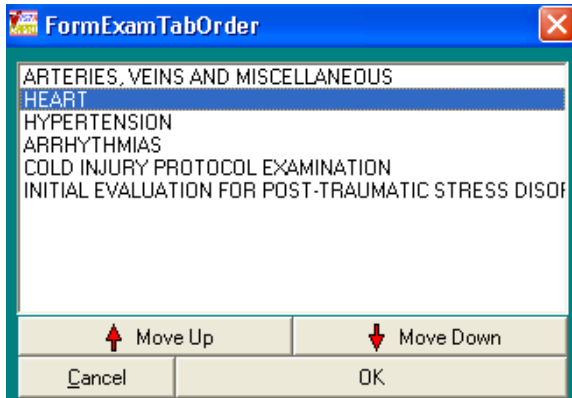 FormExamTabOrder
ARTERIES, VEINS AND MISCELLANEOUS
HEART
HYPERTENSION
ARRHYTHMIAS
COLD INJURY PROTOCOL EXAMINATION
INITIAL EVALUATION FOR POST-TRAUMATIC STRESS DISOR
Move Up
Move Down
Cancel
OK